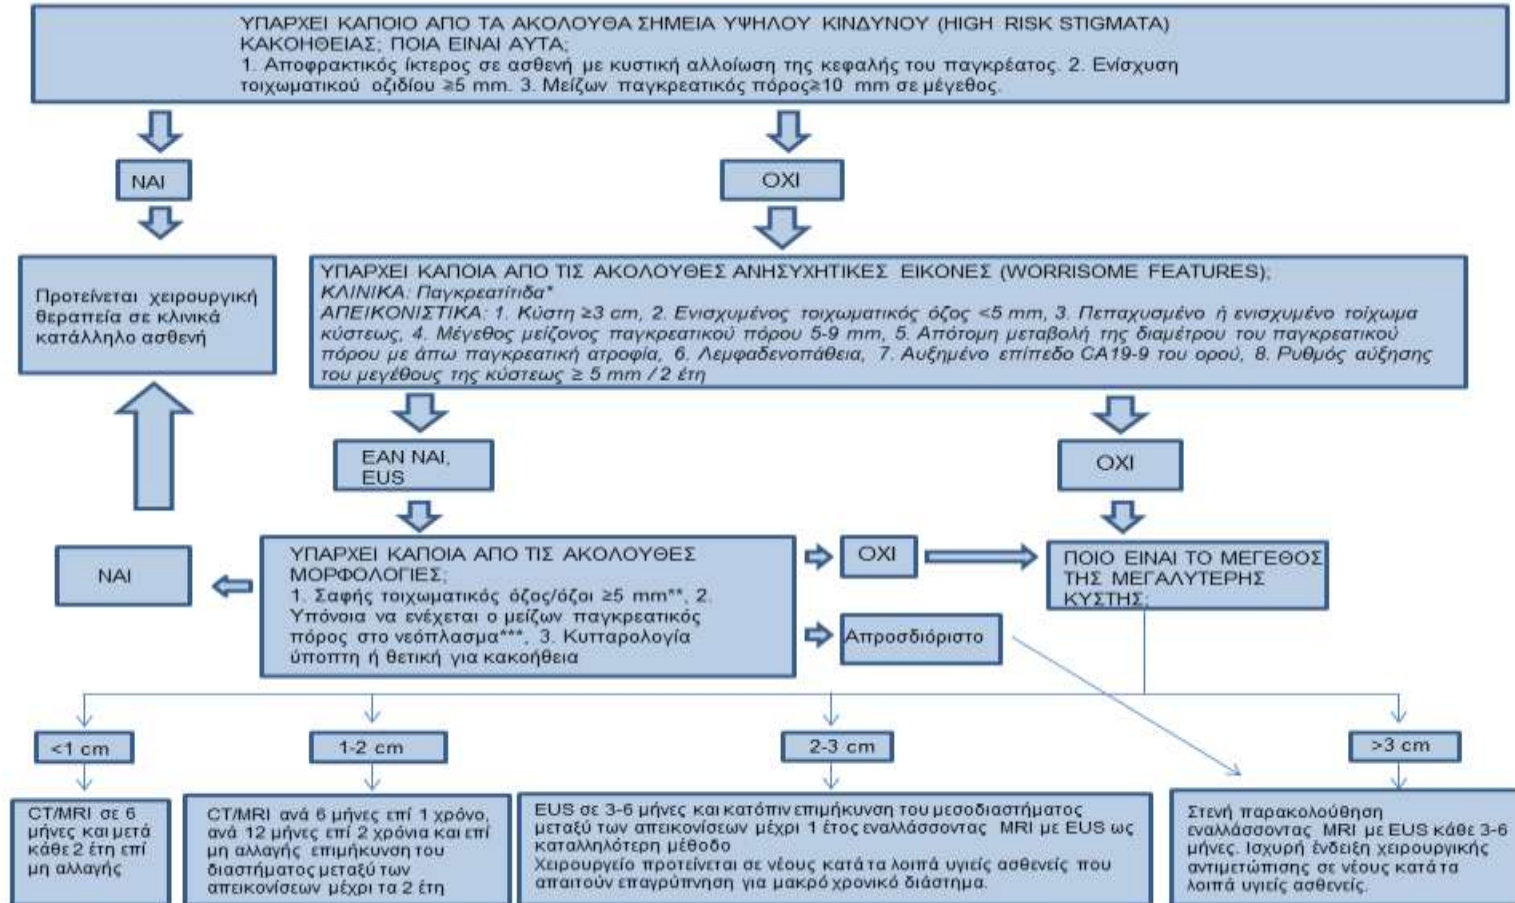 ΥΠΑΡΧΕΙ ΚΑΠΟΙΟ ΑΠΟ ΤΑ ΑΚΟΛΟΥΘΑ ΣΗΜΕΙΑ ΥΨΗΛΟΥ ΚΙΝΔΥΝΟΥ (HIGH RISK STIGMATA)
ΚΑΚΟΗΘΕΙΑΣ; ΠΟΙΑ ΕΙΝΑΙ ΑΥΤΑ;
1. Αποφρακτικός ίκτερος σε ασθενή με κυστική αλλοίωση της κεφαλής του παγκρέατος. 2. Ενίσχυση
τοιχωματικού οζιδίου ≥5 mm. 3. Μείζων παγκρεατικός πόρος≥10 mm σε μέγεθος.
ΝΑΙ
ΟΧΙ
Προτείνεται χειρουργική
θεραπεία σε κλινικά
κατάλληλο ασθενή
ΥΠΑΡΧΕΙ ΚΑΠΟΙΑ ΑΠΟ ΤΙΣ ΑΚΟΛΟΥΘΕΣ ΑΝΗΣΥΧΗΤΙΚΕΣ ΕΙΚΟΝΕΣ (WORRISOME FEATURES);
ΚΛΙΝΙΚΑ: Παγκρεατίτιδα*
ΑΠΕΙΚΟΝΙΣΤΙΚΑ: 1. Κύστη ≥3 cm, 2. Ενισχυμένος τοιχωματικός όζος <5 mm, 3. Πεπαχυσμένο ή ενισχυμένο τοίχωμα
κύστεως, 4. Μέγεθος μείζονος παγκρεατικού πόρου 5-9 mm, 5. Απότομη μεταβολή της διαμέτρου του παγκρεατικού
πόρου με άπω παγκρεατική ατροφία, 6. Λεμφαδενοπάθεια, 7. Αυξημένο επίπεδο CA19-9 του ορού, 8. Ρυθμός αύξησης
του μεγέθους της κύστεως ≥ 5 mm / 2 έτη
ΕΑΝ ΝΑΙ,
EUS
ΟΧΙ
ΝΑΙ
ΥΠΑΡΧΕΙ ΚΑΠΟΙΑ ΑΠΟ ΤΙΣ ΑΚΟΛΟΥΘΕΣ
ΜΟΡΦΟΛΟΓΙΕΣ;
1. Σαφής τοιχωματικός όζος/όζοι ≥5 mm**, 2.
Υπόνοια να ενέχεται ο μείζων παγκρεατικός
πόρος στο νεόπλασμα***, 3. Κυτταρολογία
ύποπτη ή θετική για κακοήθεια
ΟΧΙ
Απροσδιόριστο
ΠΟΙΟ ΕΙΝΑΙ ΤΟ ΜΕΓΕΘΟΣ
ΤΗΣ ΜΕΓΑΛΥΤΕΡΗΣ
ΚΥΣΤΗΣ;
<1 cm
1-2 cm
2-3 cm
>3 cm
CT/MRI σε 6
μήνες και μετά
κάθε 2 έτη επί
μη αλλαγής
CT/MRI ανά 6 μήνες επί 1 χρόνο,
ανά 12 μήνες επί 2 χρόνια και επί
μη αλλαγής επιμήκυνση του
διαστήματος μεταξύ των
απεικονίσεων μέχρι τα 2 έτη
EUS σε 3-6 μήνες και κατόπιν επιμήκυνση του μεσοδιαστήματος
μεταξύ των απεικονίσεων μέχρι 1 έτος εναλλάσσοντας MRI με EUS ως
καταλληλότερη μέθοδο
Χειρουργείο προτείνεται σε νέους κατά τα λοιπά υγιείς ασθενείς που
απαιτούν επαγρύπνηση για μακρό χρονικό διάστημα.
Στενή παρακολούθηση
εναλλάσσοντας MRI με EUS κάθε 3-6
μήνες. Ισχυρή ένδειξη χειρουργικής
αντιμετώπισης σε νέους κατά τα
λοιπά υγιείς ασθενείς.